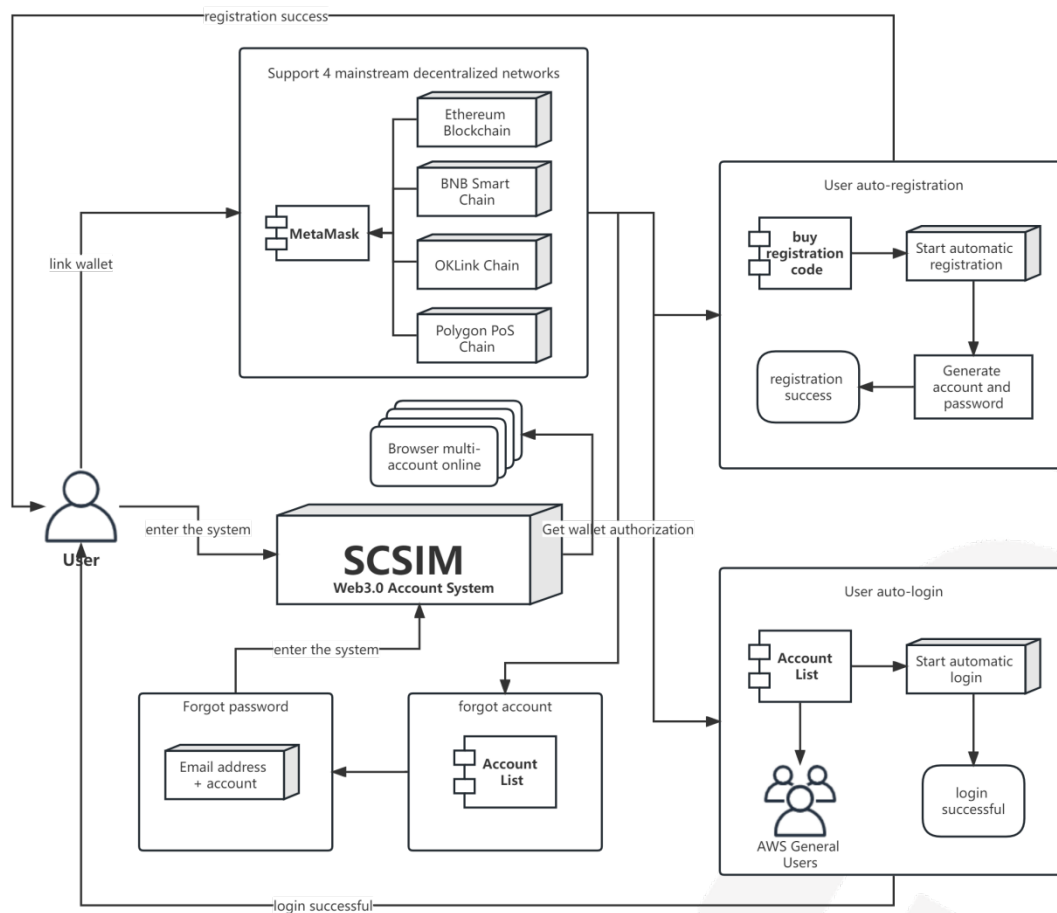 registration success
Support 4 mainstream decentralized networks
Ethereum
Blockchain
BNB Smart
Chain
MetaMask
OKLink Chain
Polygon PoS
Chain
link wallet
User auto-registration
buy
registration
code
Start automatic
registration
registration
success
Generate
account and
password
Browser multi-
account online
User
enter the system
SCSIM
Web3.0 Account System
Get wallet authorization
enter the system
Forgot password
Email address
+ account
forgot account
Account
List
User auto-login
Account
List
Start automatic
login
AWS General
Users
login
successful
login successful